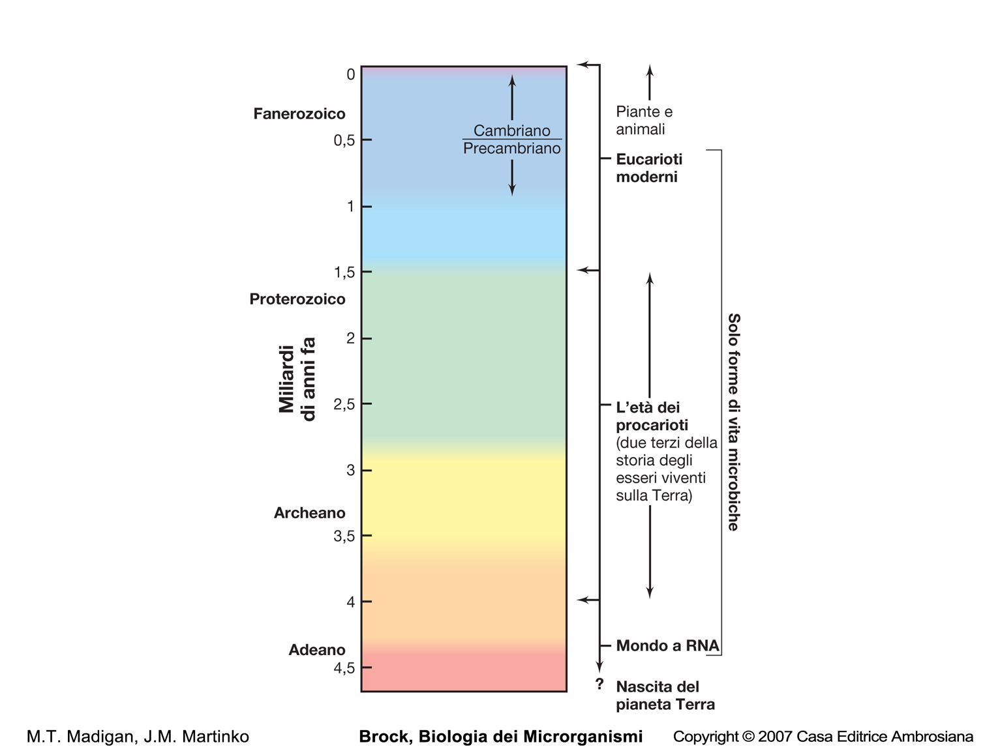 0
Fanerozoico
0,5
1
1,5
Proterozoico
2
Miliardi
di anni fa
2,5
3
Archeano
3,5
4
Adeano
4,5
Cambriano
Precambriano
Piante e
animali
Eucarioti
moderni
L’età dei
procarioti
(due terzi della
storia degli
esseri viventi
sulla Terra)
Mondo a RNA
?
Nascita del
pianeta Terra
Solo forme di vita microbiche
M.T. Madigan, J.M. Martinko
Brock, Biologia dei Microrganismi
Copyright © 2007 Casa Editrice Ambrosiana